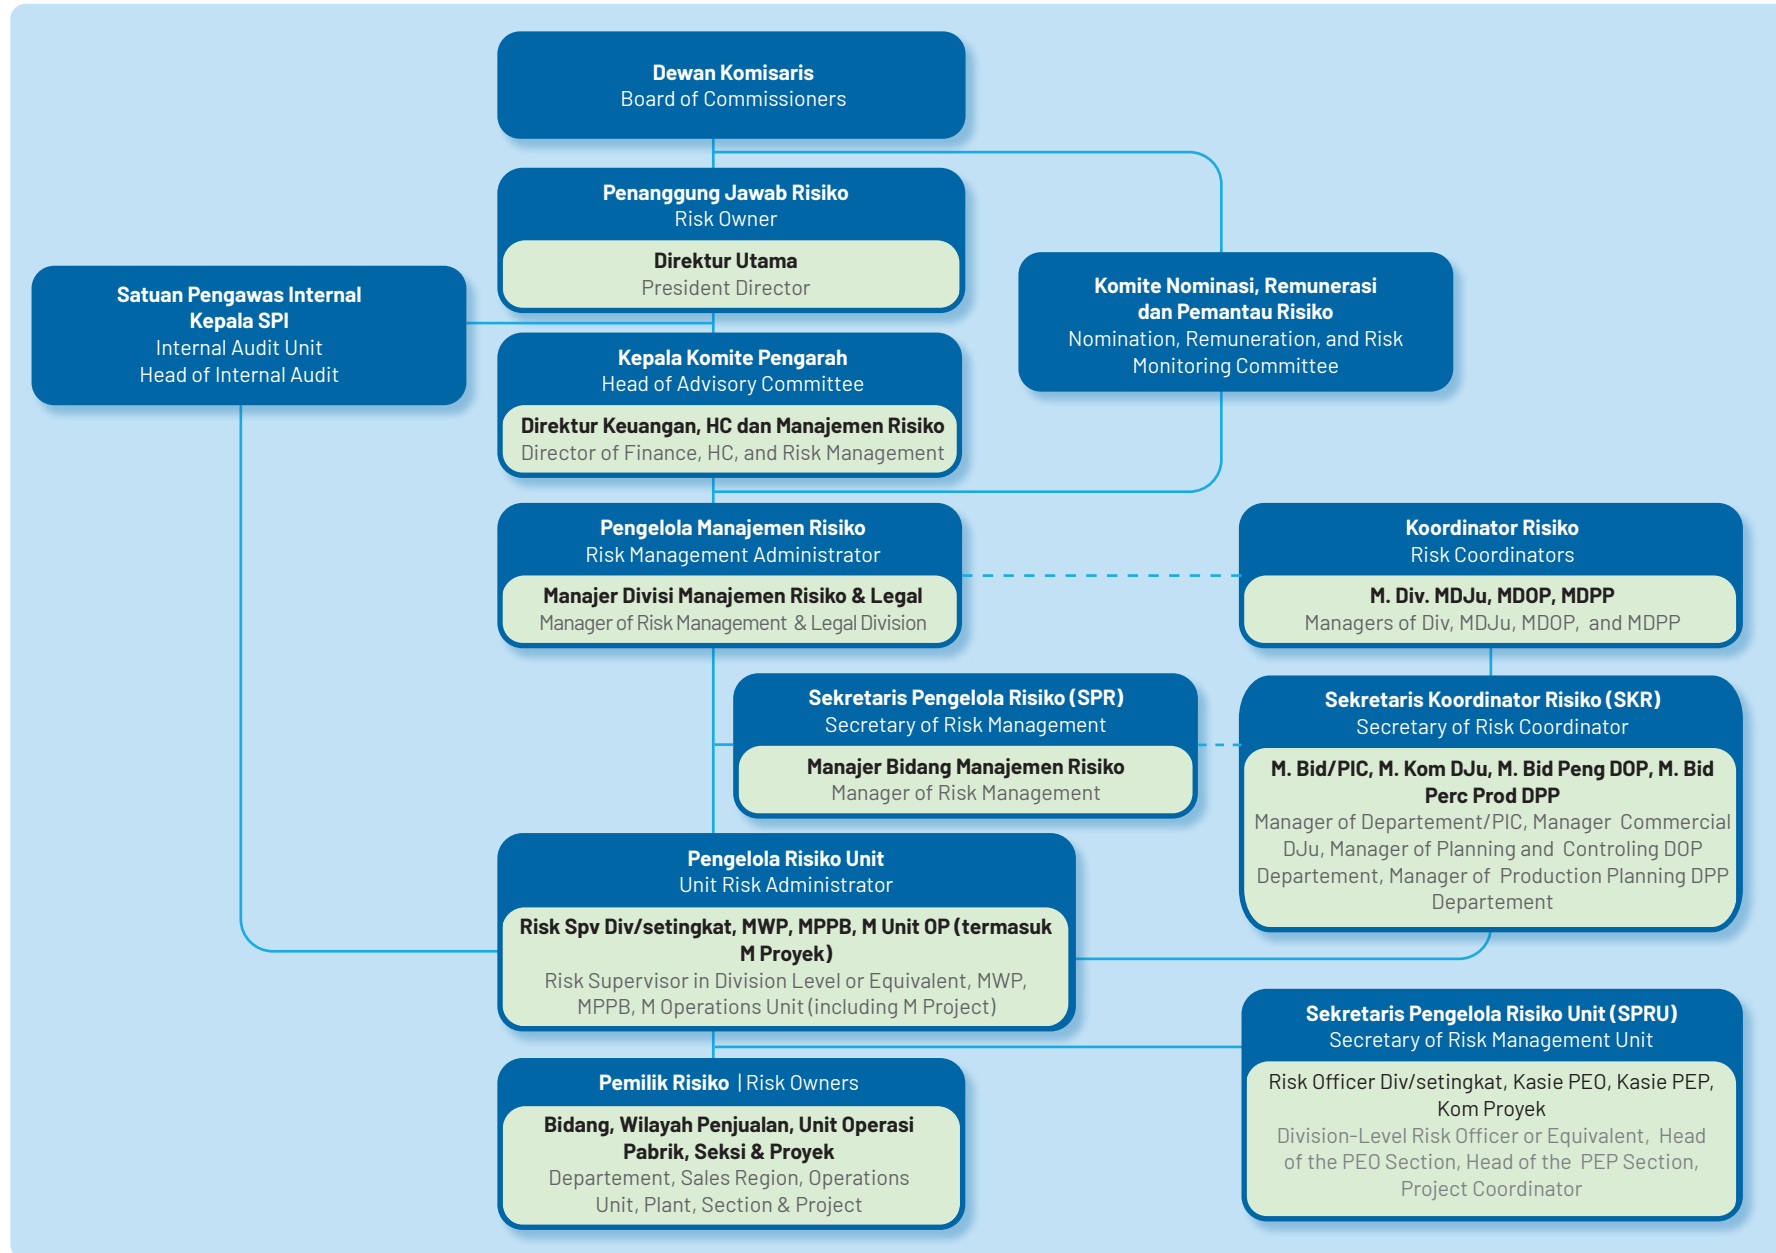 Dewan Komisaris
Board of Commissioners
Penanggung Jawab Risiko
Risk Owner
Direktur Utama
President Director
Satuan Pengawas Internal
Kepala SPI
Internal Audit Unit
Head of Internal Audit
Komite Nominasi, Remunerasi
dan Pemantau Risiko
Nomination, Remuneration, and Risk
Monitoring Committee
Kepala Komite Pengarah
Head of Advisory Committee
Direktur Keuangan, HC dan Manajemen Risiko
Director of Finance, HC, and Risk Management
Pengelola Manajemen Risiko
Risk Management Administrator
Manajer Divisi Manajemen Risiko & Legal
Manager of Risk Management & Legal Division
Koordinator Risiko
Risk Coordinators
M. Div. MDJu, MDOP, MDPP
Managers of Div, MDJu, MDOP, and MDPP
Sekretaris Pengelola Risiko (SPR)
Secretary of Risk Management
Manajer Bidang Manajemen Risiko
Manager of Risk Management
Sekretaris Koordinator Risiko (SKR)
Secretary of Risk Coordinator
M. Bid/PIC, M. Kom DJu, M. Bid Peng DOP, M. Bid
Perc Prod DPP
Manager of Departement/PIC, Manager Commercial
DJu, Manager of Planning and Controling DOP
Departement, Manager of Production Planning DPP
Departement
Pengelola Risiko Unit
Unit Risk Administrator
Risk Spv Div/setingkat, MWP, MPPB, M Unit OP (termasuk
M Proyek)
Risk Supervisor in Division Level or Equivalent, MWP,
MPPB, M Operations Unit (including M Project)
Sekretaris Pengelola Risiko Unit (SPRU)
Secretary of Risk Management Unit
Risk Officer Div/setingkat, Kasie PEO, Kasie PEP,
Kom Proyek
Division-Level Risk Officer or Equivalent, Head
of the PEO Section, Head of the PEP Section,
Project Coordinator
Pemilik Risiko | Risk Owners
Bidang, Wilayah Penjualan, Unit Operasi
Pabrik, Seksi & Proyek
Departement, Sales Region, Operations
Unit, Plant, Section & Project